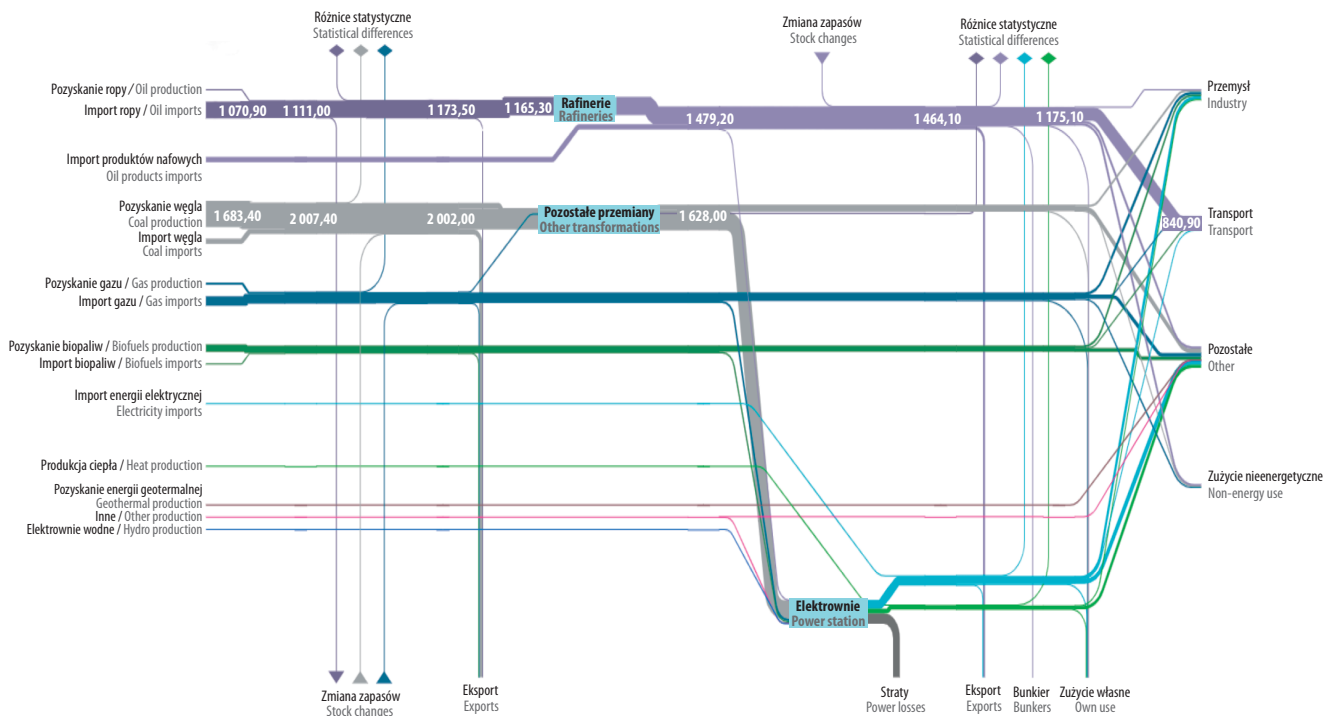 Różnice statystyczne
Statistical differences
Zmiana zapasów
Stock changes
Różnice statystyczne
Statistical differences
Pozyskanie ropy / Oil production
Import ropy / Oil imports
1 070,90
1 111,00
1 173,50
1 165,30
Rafinerie
Rafineries
1 479,20
1 464,10
1 175,10
Przemysł
Industry
Import produktów nafowych
Oil products imports
Pozyskanie węgla
Coal production
Import węgla
Coal imports
1 683,40
2 007,40
2 002,00
Pozostałe przemiany
Other transformations
1 628,00
840,90
Transport
Transport
Pozyskanie gazu / Gas production
Import gazu / Gas imports
Pozyskanie biopaliw / Biofuels production
Import biopaliw / Biofuels imports
Pozostałe
Other
Import energii elektrycznej
Electricity imports
Produkcja ciepła / Heat production
Pozyskanie energii geotermalnej
Geothermal production
Inne / Other production
Elektrownie wodne / Hydro production
Zużycie nieenergetyczne
Non-energy use
Elektrownie
Power station
Zmiana zapasów
Stock changes
Eksport
Exports
Straty
Power losses
Eksport
Exports
Bunkier
Bunkers
Zużycie własne
Own use